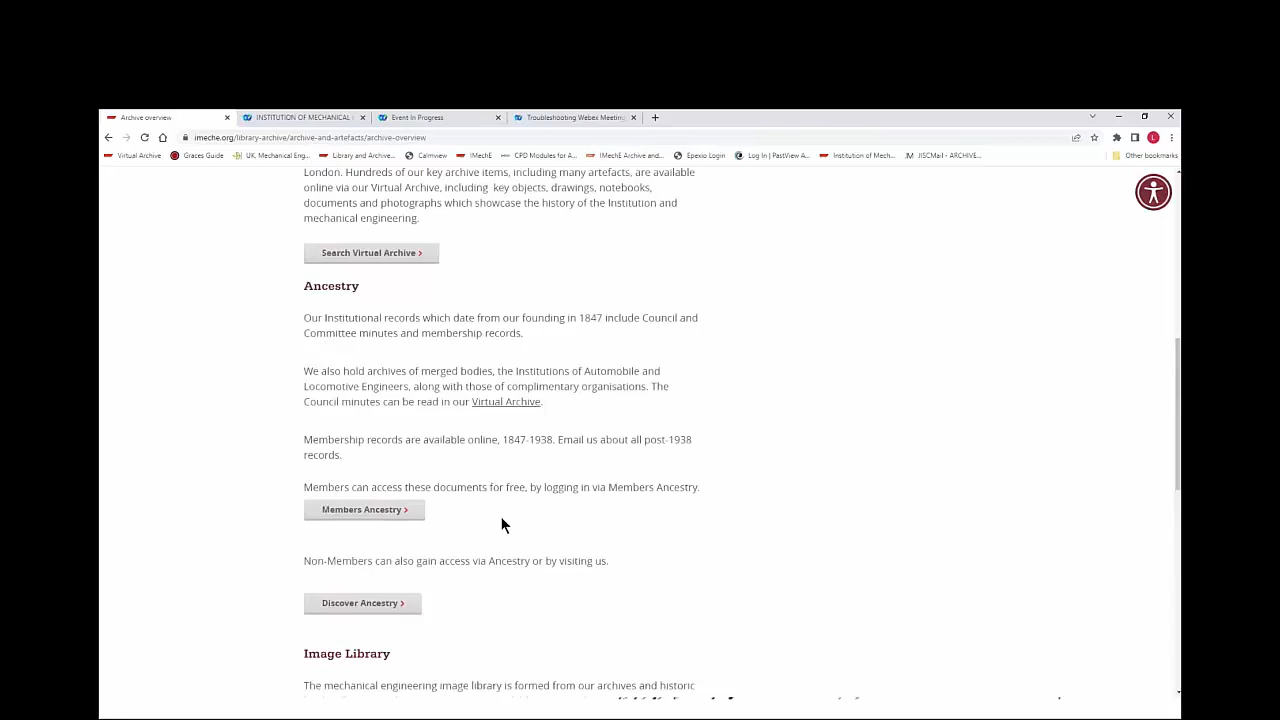 Archive overview
INSTITUTION OF MECHANICAL
Event In Progress
Troubleshooting Webex Meeting
imeche.org/library-archive/archive-and-artefacts/archive-overview
L
Virtual Archive
Graces Guide
UK, Mechanical Eng...
Library and Archive...
Calmview
IMechE
CPD Modules for A...
IMechE Archive and...
Epexio Login
Log In | PastView A...
Institution of Mech...
JISCMail - ARCHIVE...
Other bookmarks
London. Hundreds of our key archive items, including many artefacts, are available
online via our Virtual Archive, including key objects, drawings, notebooks,
documents and photographs which showcase the history of the Institution and
mechanical engineering.
Search Virtual Archive
Ancestry
Our Institutional records which date from our founding in 1847 include Council and
Committee minutes and membership records.
We also hold archives of merged bodies, the Institutions of Automobile and
Locomotive Engineers, along with those of complimentary organisations. The
Council minutes can be read in our Virtual Archive.
Membership records are available online, 1847-1938. Email us about all post-1938
records.
Members can access these documents for free, by logging in via Members Ancestry.
Members Ancestry
Non-Members can also gain access via Ancestry or by visiting us.
Discover Ancestry
Image Library
The mechanical engineering image library is formed from our archives and historic